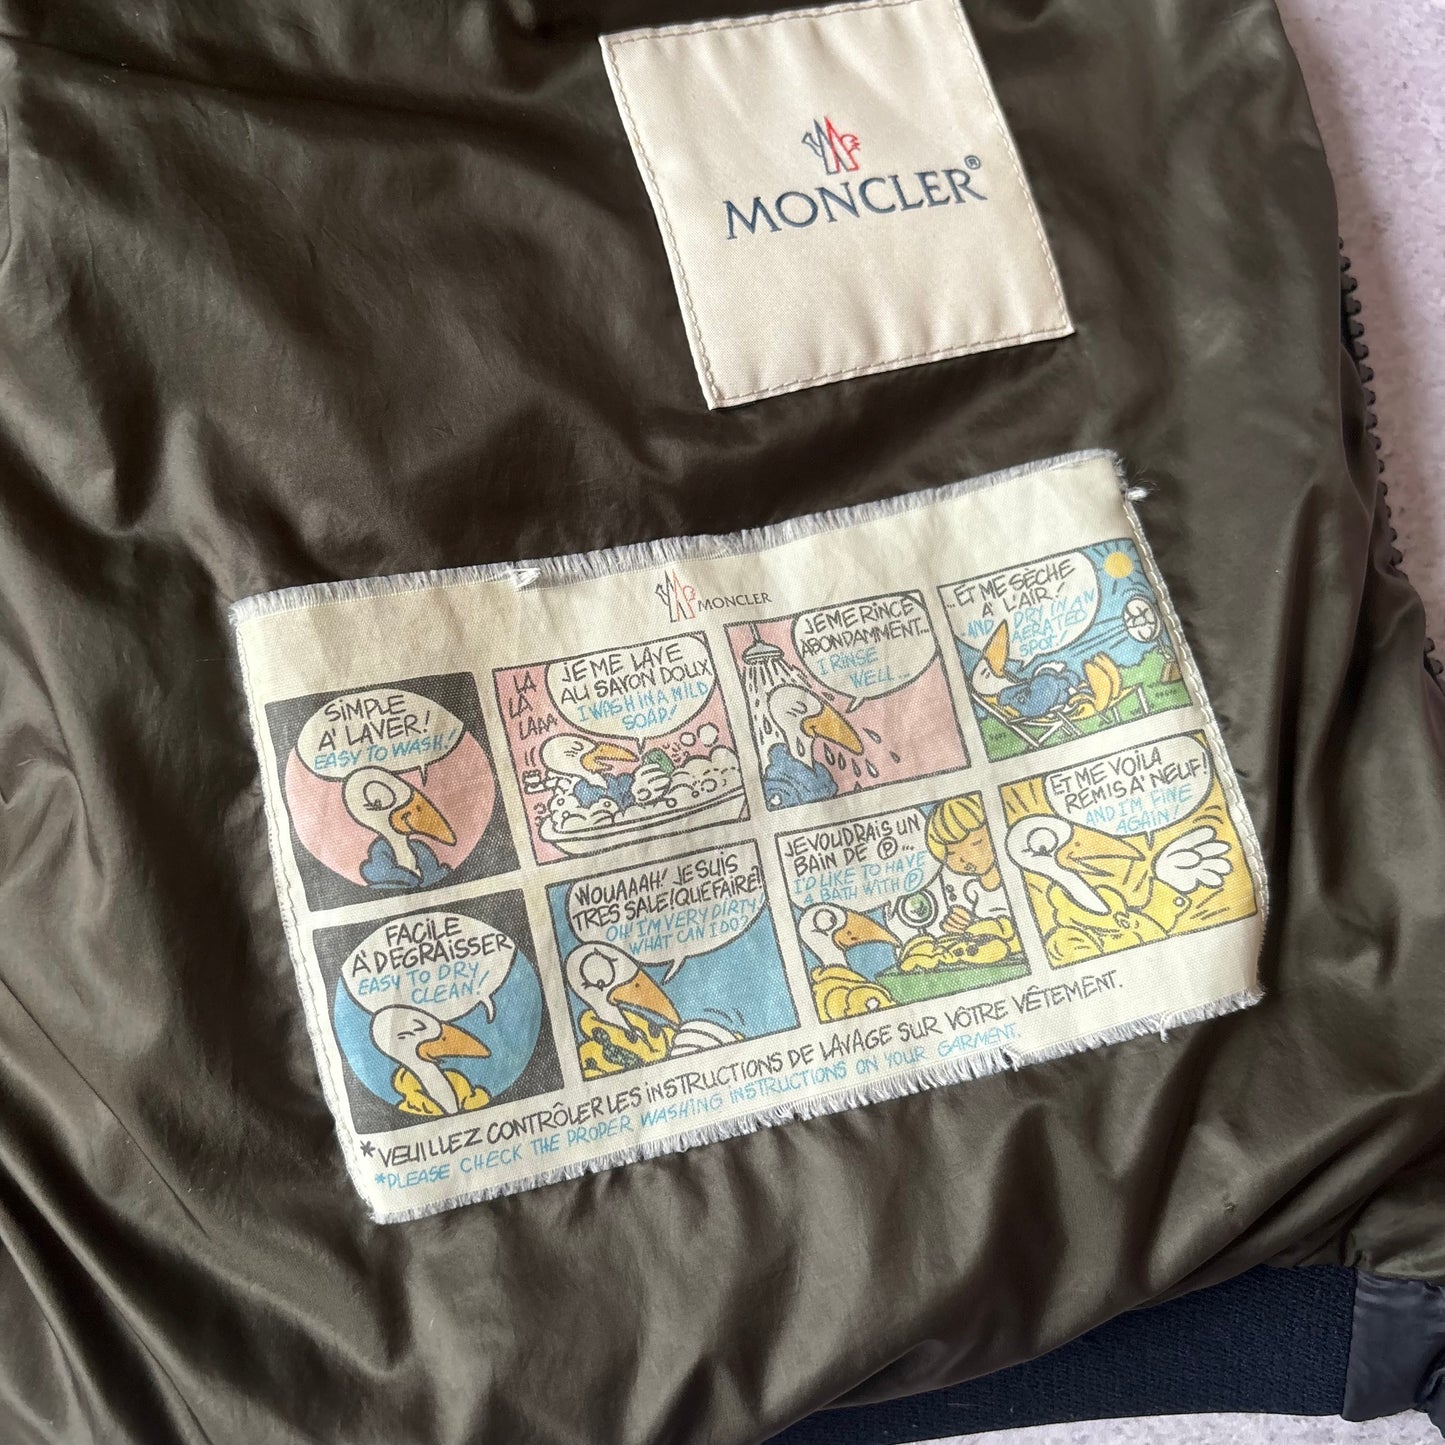 MONCLER®
MONCLER
SIMPLE
A' LAVER!
EASY TO WASH!
LA
LA
LAAA
JE ME LAVE
AU SAVON DOUX
I WASH IN A MILD
SOAP!
JE ME RINCE
ABONDAMMENT...
I RINSE
WELL...
...ET ME SÈCHE
A' L'AIR!
AND I DRY IN AN
AERATED
SPOT!
FACILE
A' DEGRAISSER
EASY TO DRY
CLEAN!
WOUAAAH! JE SUIS
TRES SALE! QUE FAIRE?
OH! I'M VERY DIRTY,
WHAT CAN I DO?
JE VOUDRAIS UN
BAIN DE Ⓟ...
I'D LIKE TO HAVE
A BATH WITH Ⓟ
ET ME VOILA
REMIS A' NEUF!
AND I'M FINE
AGAIN!
*VEUILLEZ CONTRÔLER LES INSTRUCTIONS DE LAVAGE SUR VÔTRE VÊTEMENT.
*PLEASE CHECK THE PROPER WASHING INSTRUCTIONS ON YOUR GARMENT.